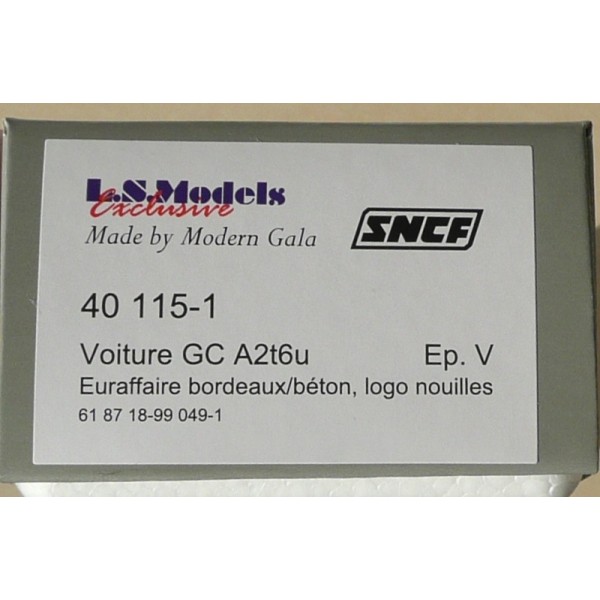 L.S.Models
Exclusive
Made by Modern Gala
SNCF
40 115-1
Voiture GC A2t6u Ep. V
Euraffaire bordeaux/béton, logo nouilles
61 87 18-99 049-1